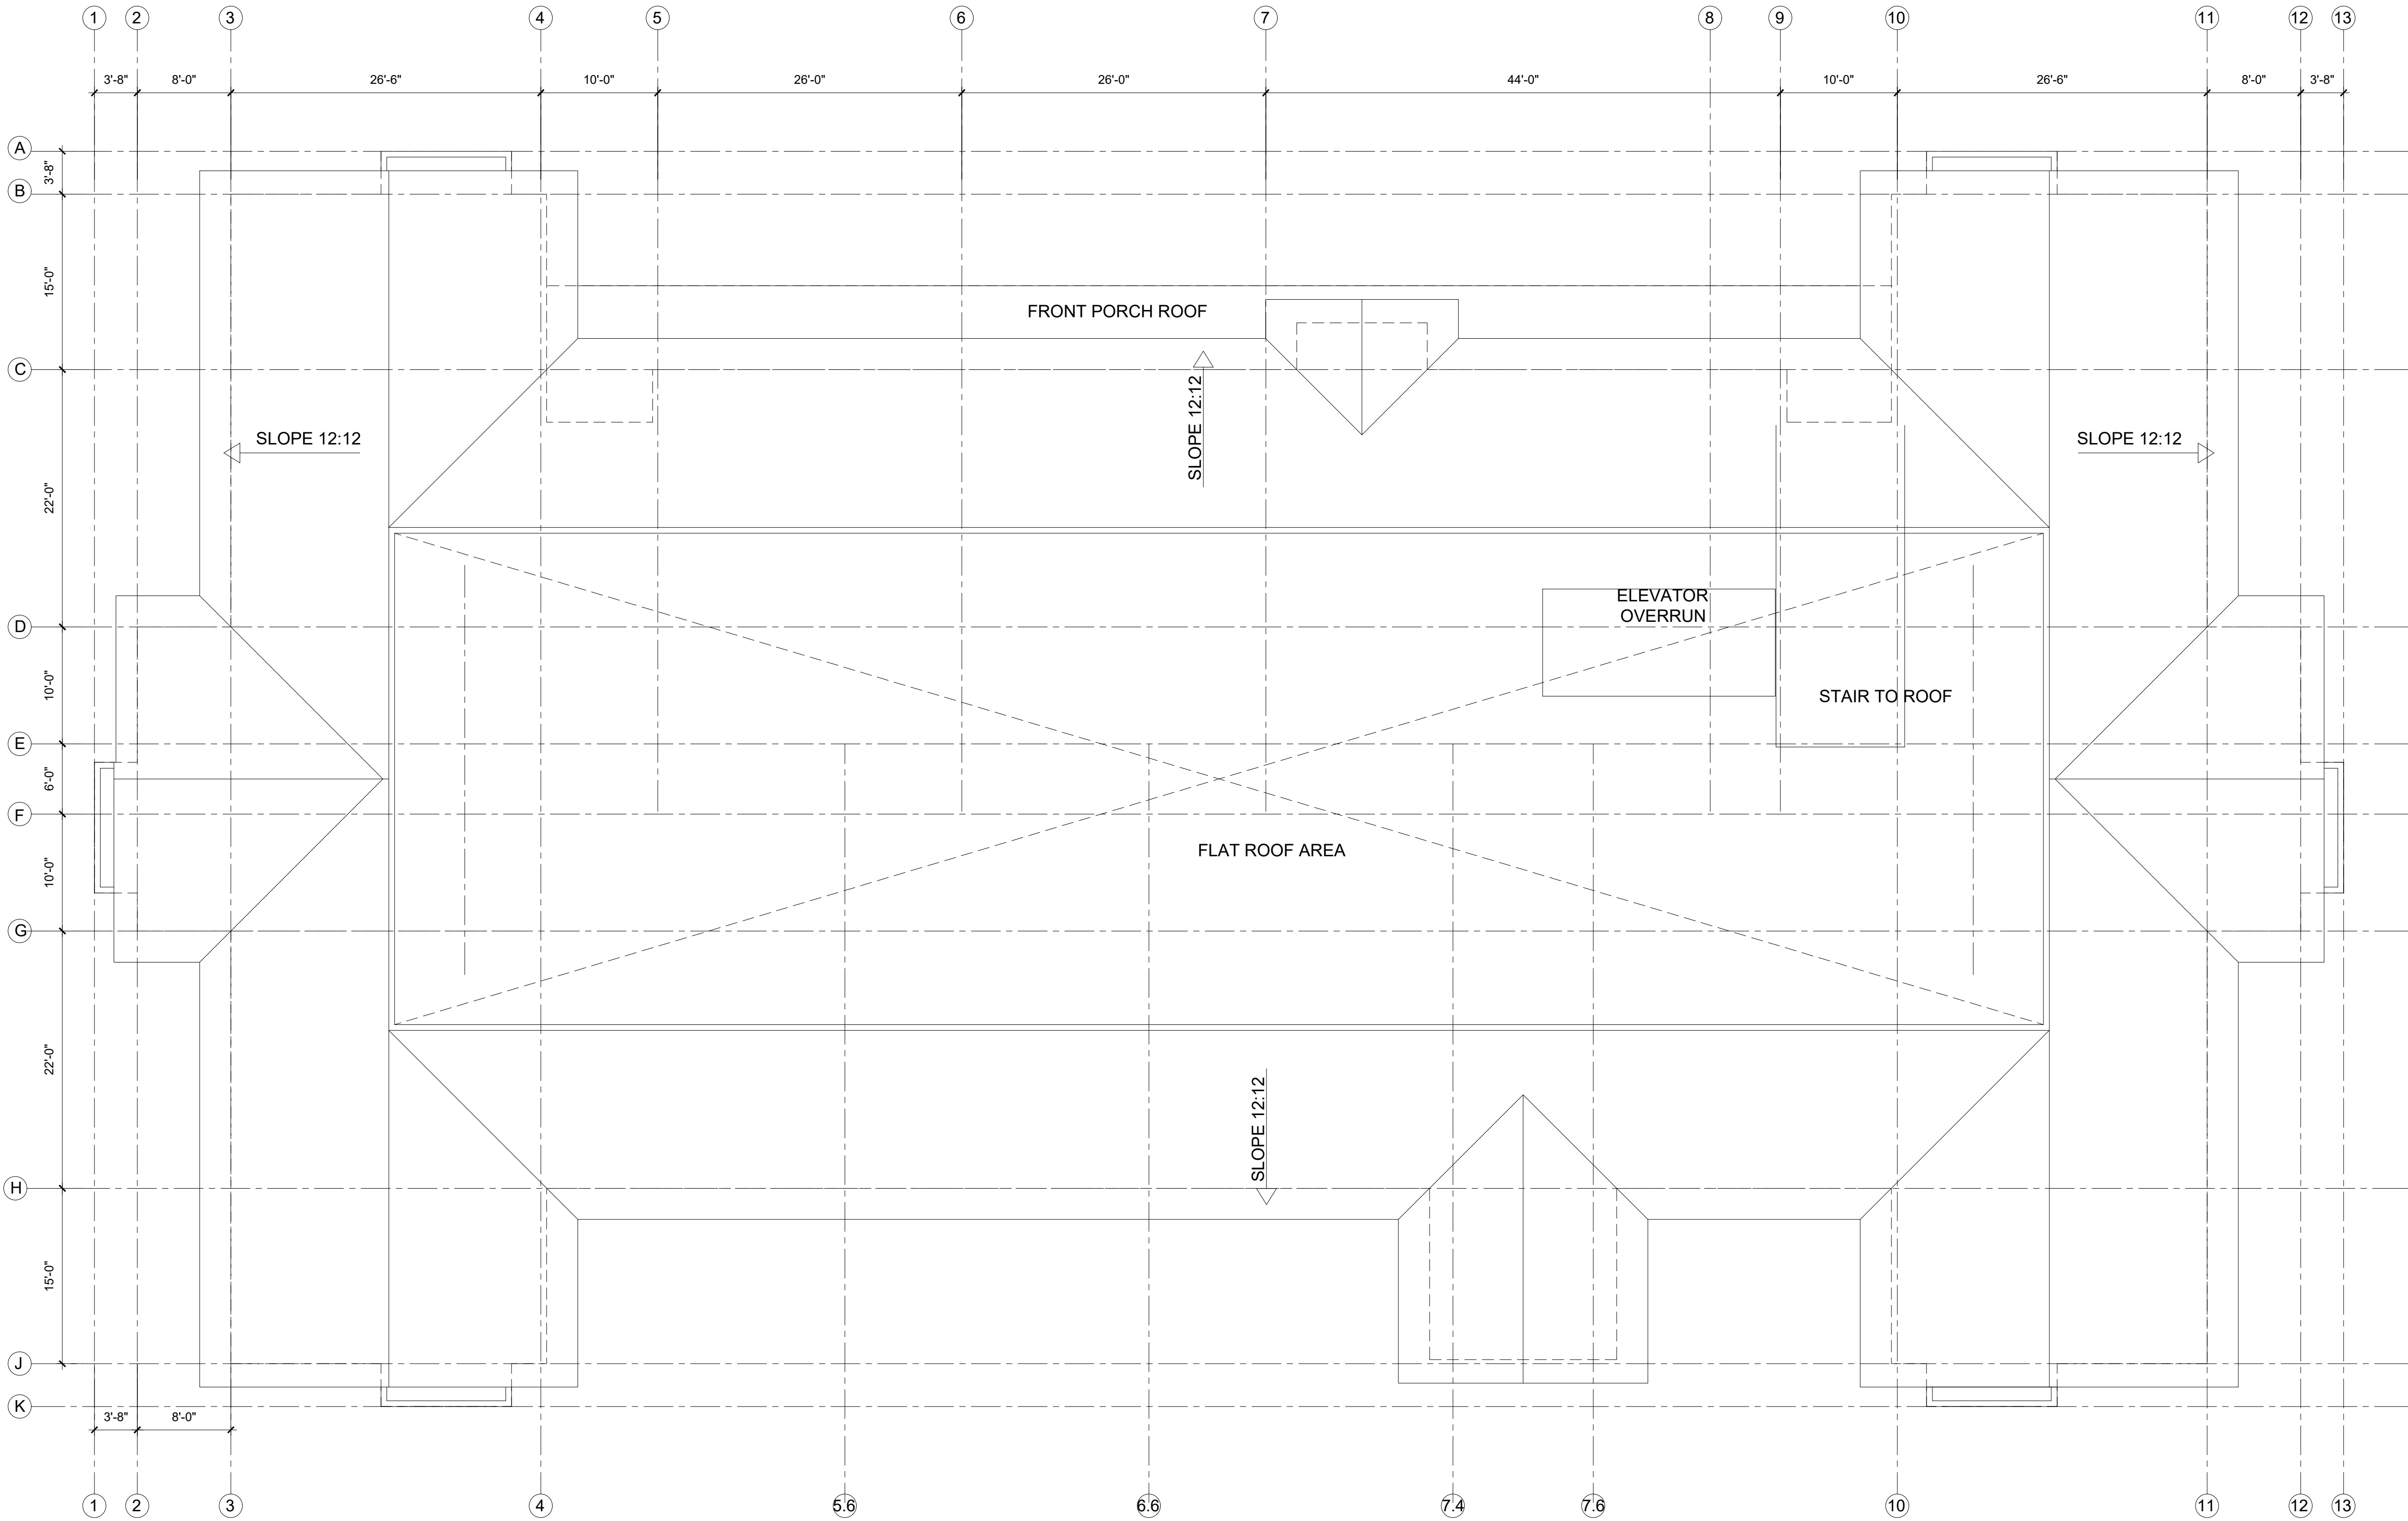 1 2 3 4 5 6 7 8 9 10 11 12 13
3'-8" 8'-0" 26'-6" 10'-0" 26'-0" 26'-0" 44'-0" 10'-0" 26'-6" 8'-0" 3'-8"
A
3'-8"
B
15'-0"
FRONT PORCH ROOF
C
SLOPE 12:12
SLOPE 12:12
SLOPE 12:12
22'-0"
ELEVATOR
OVERRUN
D
10'-0"
STAIR TO ROOF
E
6'-0"
F
FLAT ROOF AREA
10'-0"
G
22'-0"
SLOPE 12:12
H
15'-0"
J
K
3'-8" 8'-0"
1 2 3 4 5.6 6.6 7.4 7.6 10 11 12 13